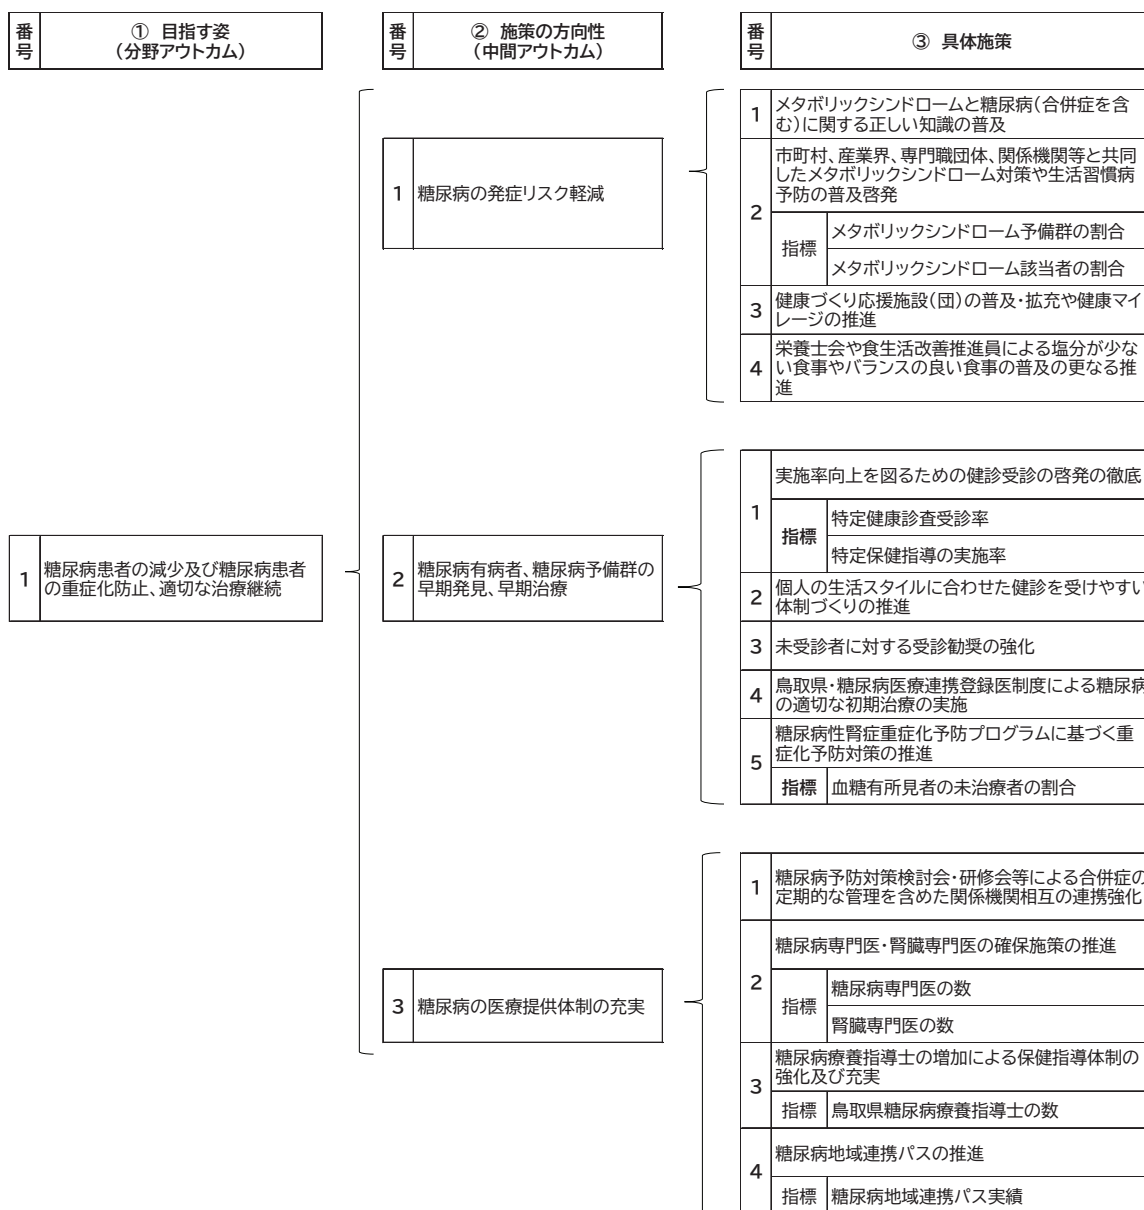 番号
① 目指す姿
（分野アウトカム）
番号
② 施策の方向性
（中間アウトカム）
番号
③ 具体施策
1
糖尿病患者の減少及び糖尿病患者
の重症化防止、適切な治療継続
1
糖尿病の発症リスク軽減
1
メタボリックシンドロームと糖尿病（合併症を含
む）に関する正しい知識の普及
2
市町村、産業界、専門職団体、関係機関等と共同
したメタボリックシンドローム対策や生活習慣病
予防の普及啓発
指標
メタボリックシンドローム予備群の割合
メタボリックシンドローム該当者の割合
3
健康づくり応援施設（団）の普及・拡充や健康マイ
レージの推進
4
栄養士会や食生活改善推進員による塩分が少な
い食事やバランスの良い食事の普及の更なる推
進
2
糖尿病有病者、糖尿病予備群の
早期発見、早期治療
1
実施率向上を図るための健診受診の啓発の徹底
指標
特定健康診査受診率
特定保健指導の実施率
2
個人の生活スタイルに合わせた健診を受けやすい
体制づくりの推進
3
未受診者に対する受診勧奨の強化
4
鳥取県・糖尿病医療連携登録医制度による糖尿病
の適切な初期治療の実施
5
糖尿病性腎症重症化予防プログラムに基づく重
症化予防対策の推進
指標
血糖有所見者の未治療者の割合
3
糖尿病の医療提供体制の充実
1
糖尿病予防対策検討会・研修会等による合併症の
定期的な管理を含めた関係機関相互の連携強化
2
糖尿病専門医・腎臓専門医の確保施策の推進
指標
糖尿病専門医の数
腎臓専門医の数
3
糖尿病療養指導士の増加による保健指導体制の
強化及び充実
指標
鳥取県糖尿病療養指導士の数
4
糖尿病地域連携パスの推進
指標
糖尿病地域連携パス実績